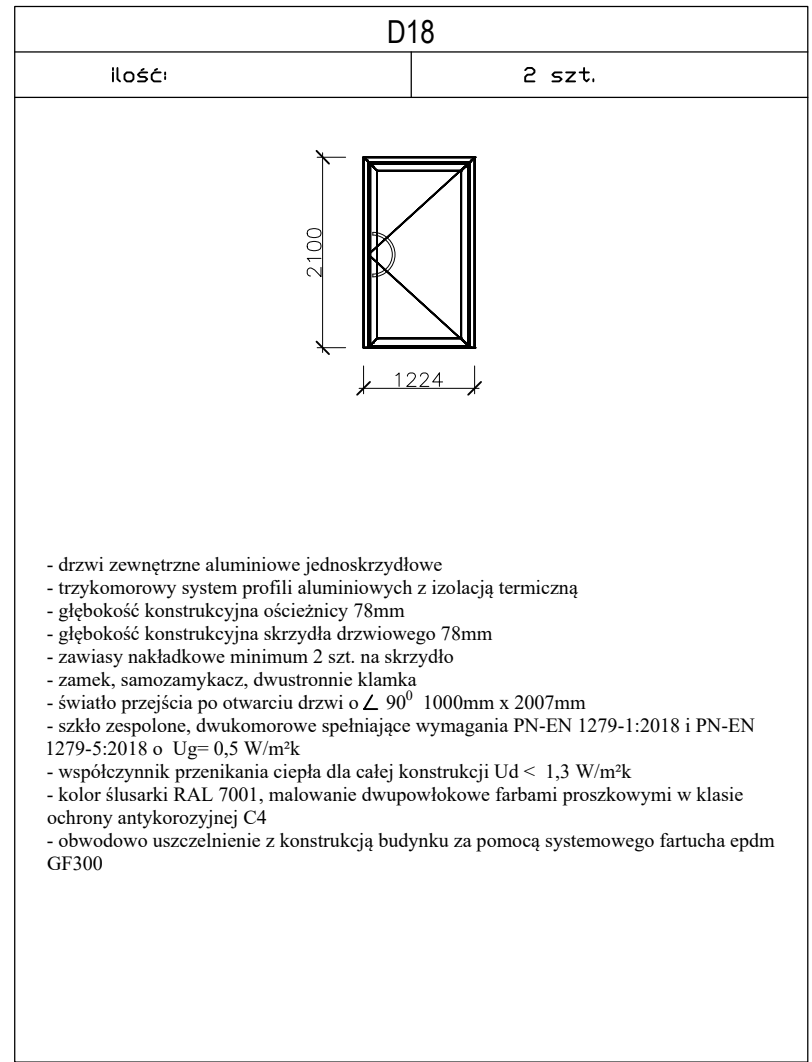 D18
ilość:
2 szt.
2100
1224
- drzwi zewnętrzne aluminiowe jednoskrzydłowe
- trzykomorowy system profili aluminiowych z izolacją termiczną
- głębokość konstrukcyjna ościeżnicy 78mm
- głębokość konstrukcyjna skrzydła drzwiowego 78mm
- zawiasy nakładkowe minimum 2 szt. na skrzydło
- zamek, samozamykacz, dwustronnie klamka
- światło przejścia po otwarciu drzwi o ∠ 90⁰ 1000mm x 2007mm
- szkło zespolone, dwukomorowe spełniające wymagania PN-EN 1279-1:2018 i PN-EN
1279-5:2018 o Ug= 0,5 W/m²k
- współczynnik przenikania ciepła dla całej konstrukcji Ud < 1,3 W/m²k
- kolor ślusarki RAL 7001, malowanie dwupowłokowe farbami proszkowymi w klasie
ochrony antykorozyjnej C4
- obwodowo uszczelnienie z konstrukcją budynku za pomocą systemowego fartucha epdm
GF300